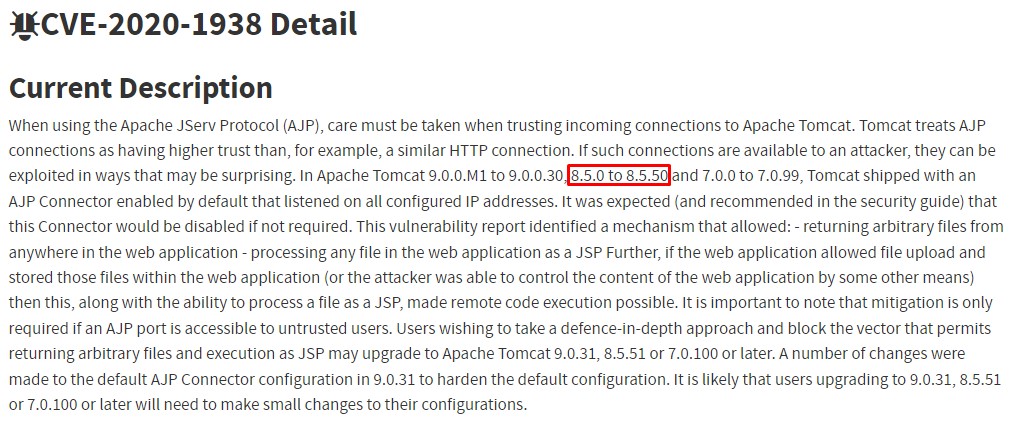 CVE-2020-1938 Detail
Current Description
When using the Apache JServ Protocol (AJP), care must be taken when trusting incoming connections to Apache Tomcat. Tomcat treats AJP
connections as having higher trust than, for example, a similar HTTP connection. If such connections are available to an attacker, they can be
exploited in ways that may be surprising. In Apache Tomcat 9.0.0.M1 to 9.0.0.30, 8.5.0 to 8.5.50 and 7.0.0 to 7.0.99, Tomcat shipped with an
AJP Connector enabled by default that listened on all configured IP addresses. It was expected (and recommended in the security guide) that
this Connector would be disabled if not required. This vulnerability report identified a mechanism that allowed: - returning arbitrary files from
anywhere in the web application - processing any file in the web application as a JSP Further, if the web application allowed file upload and
stored those files within the web application (or the attacker was able to control the content of the web application by some other means)
then this, along with the ability to process a file as a JSP, made remote code execution possible. It is important to note that mitigation is only
required if an AJP port is accessible to untrusted users. Users wishing to take a defence-in-depth approach and block the vector that permits
returning arbitrary files and execution as JSP may upgrade to Apache Tomcat 9.0.31, 8.5.51 or 7.0.100 or later. A number of changes were
made to the default AJP Connector configuration in 9.0.31 to harden the default configuration. It is likely that users upgrading to 9.0.31, 8.5.51
or 7.0.100 or later will need to make small changes to their configurations.